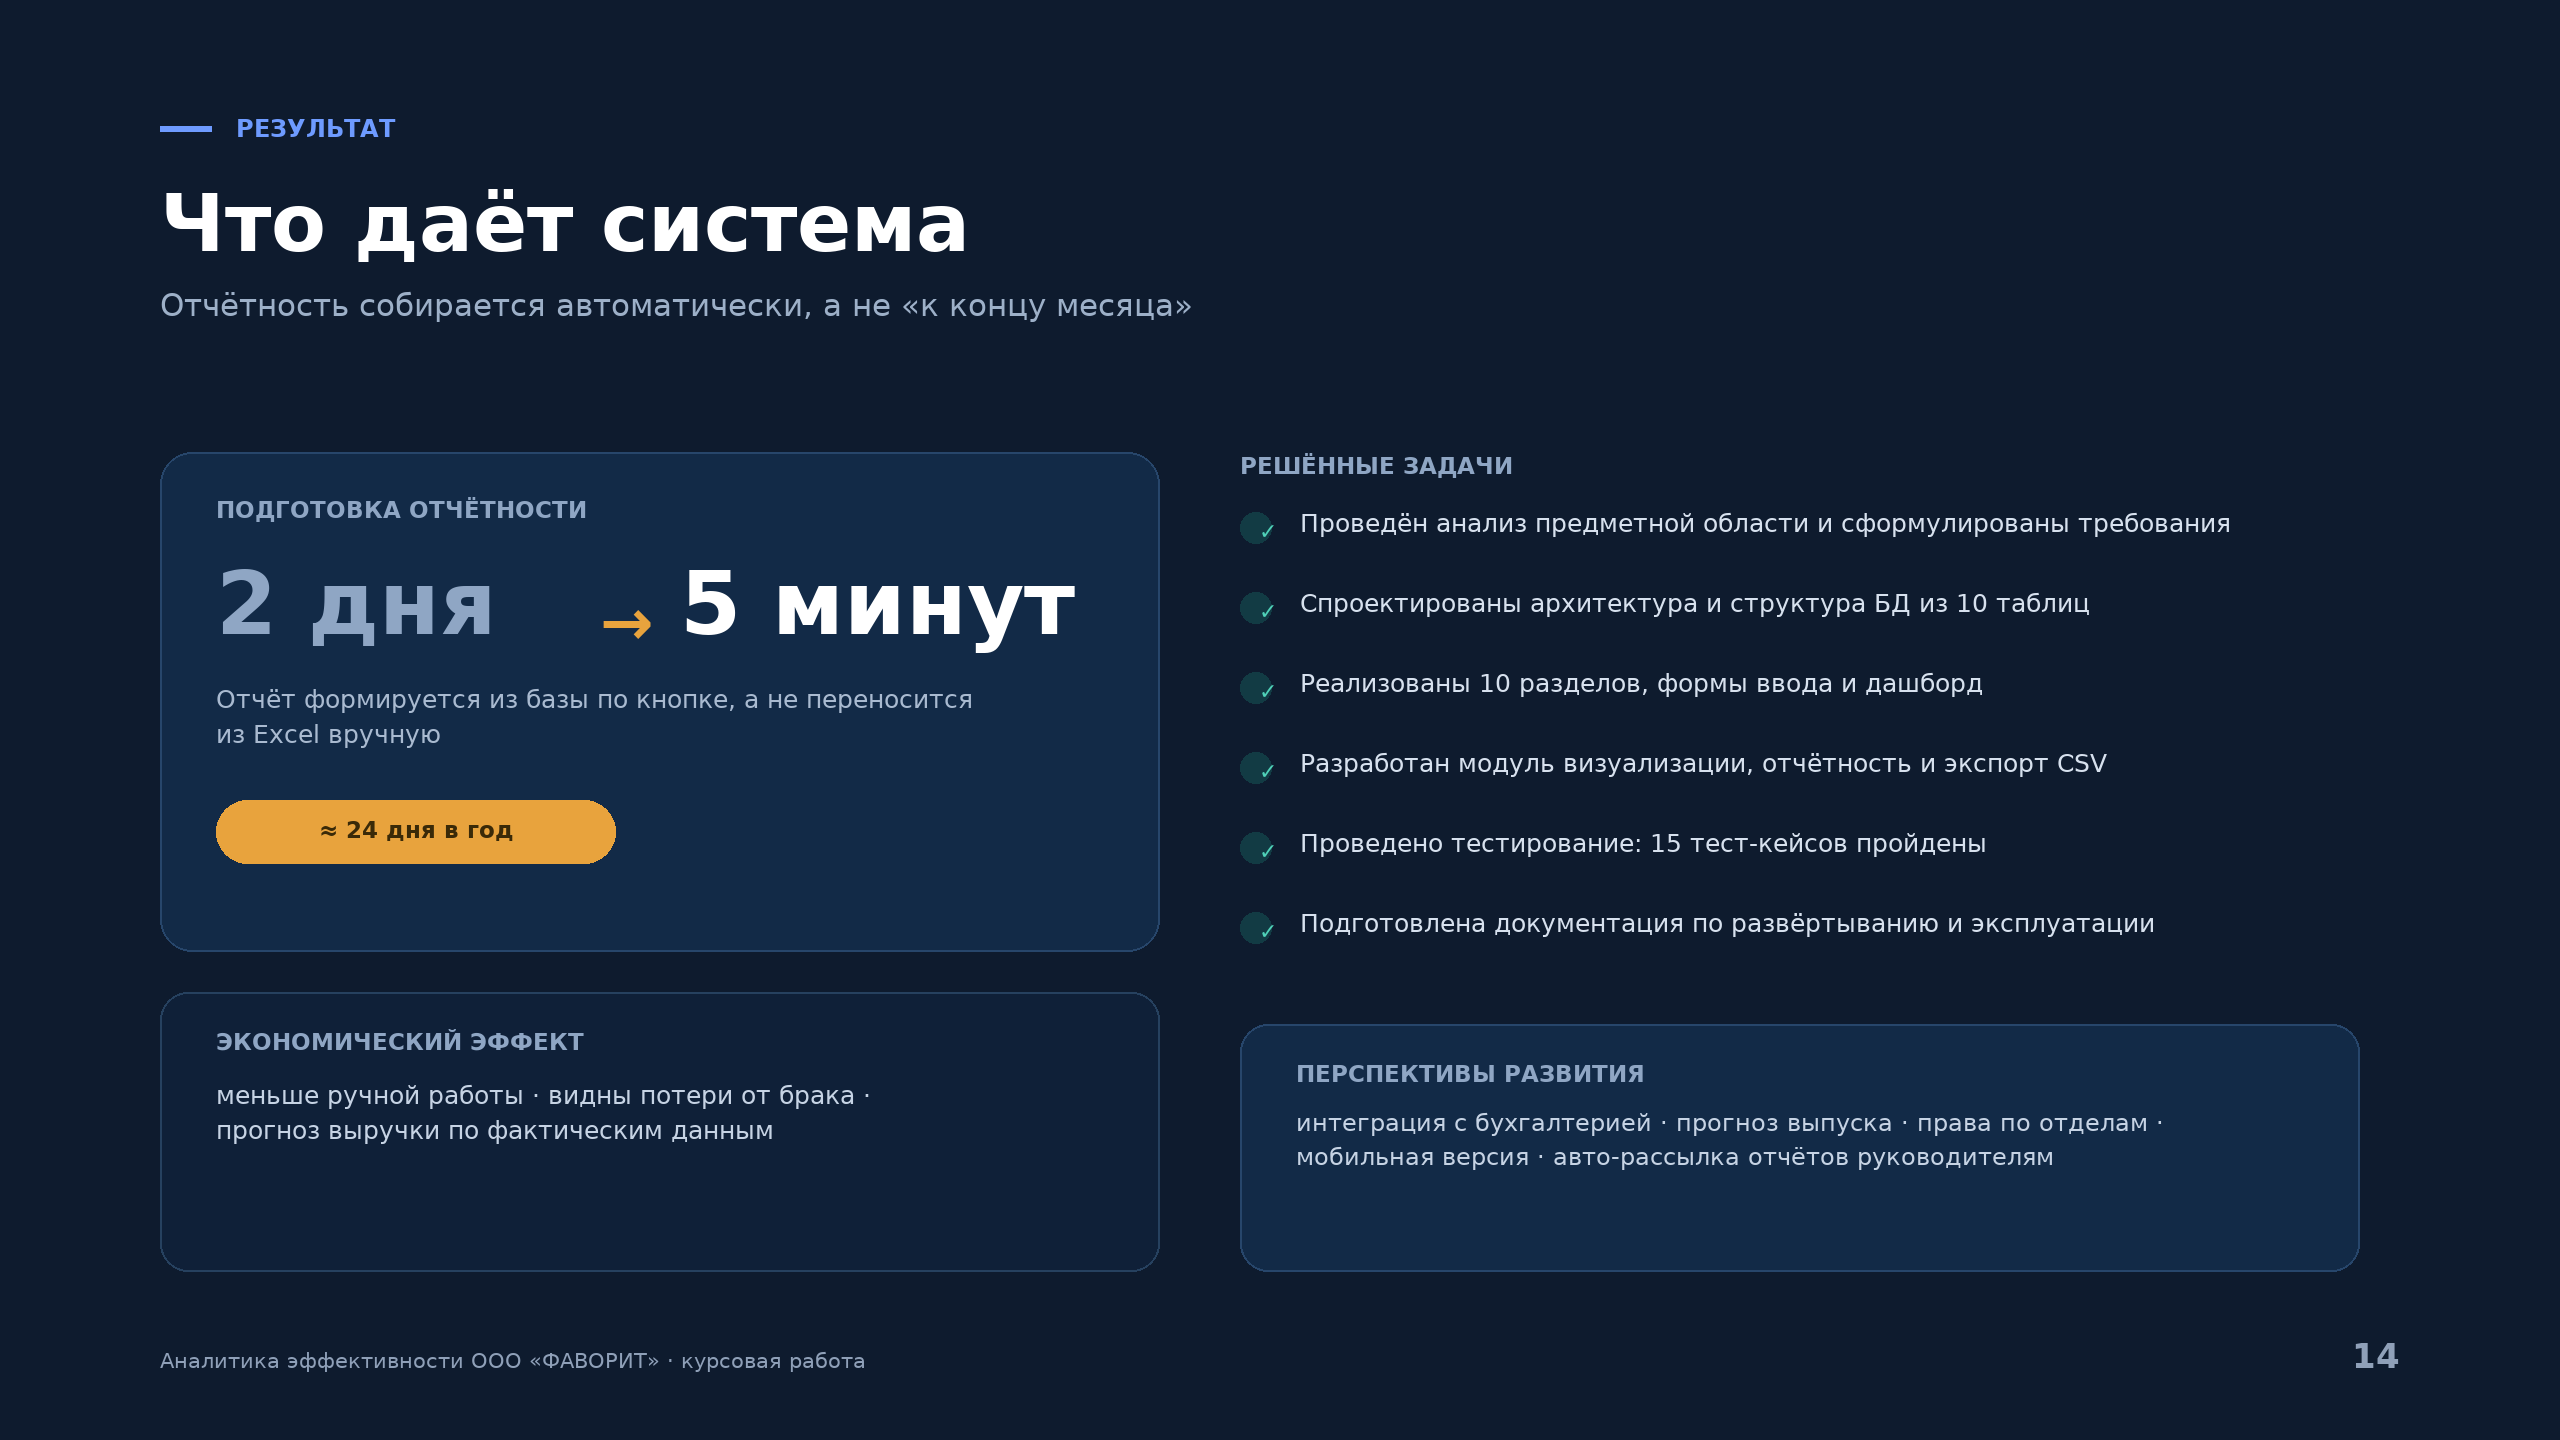 РЕЗУЛЬТАТ
Что даёт система
Отчётность собирается автоматически, а не «к концу месяца»
ПОДГОТОВКА ОТЧЁТНОСТИ
2 дня → 5 минут
Отчёт формируется из базы по кнопке, а не переносится
из Excel вручную
≈ 24 дня в год
ЭКОНОМИЧЕСКИЙ ЭФФЕКТ
меньше ручной работы · видны потери от брака ·
прогноз выручки по фактическим данным
РЕШЁННЫЕ ЗАДАЧИ
✓ Проведён анализ предметной области и сформулированы требования
✓ Спроектированы архитектура и структура БД из 10 таблиц
✓ Реализованы 10 разделов, формы ввода и дашборд
✓ Разработан модуль визуализации, отчётность и экспорт CSV
✓ Проведено тестирование: 15 тест-кейсов пройдены
✓ Подготовлена документация по развёртыванию и эксплуатации
ПЕРСПЕКТИВЫ РАЗВИТИЯ
интеграция с бухгалтерией · прогноз выпуска · права по отделам ·
мобильная версия · авто-рассылка отчётов руководителям
Аналитика эффективности ООО «ФАВОРИТ» · курсовая работа
14